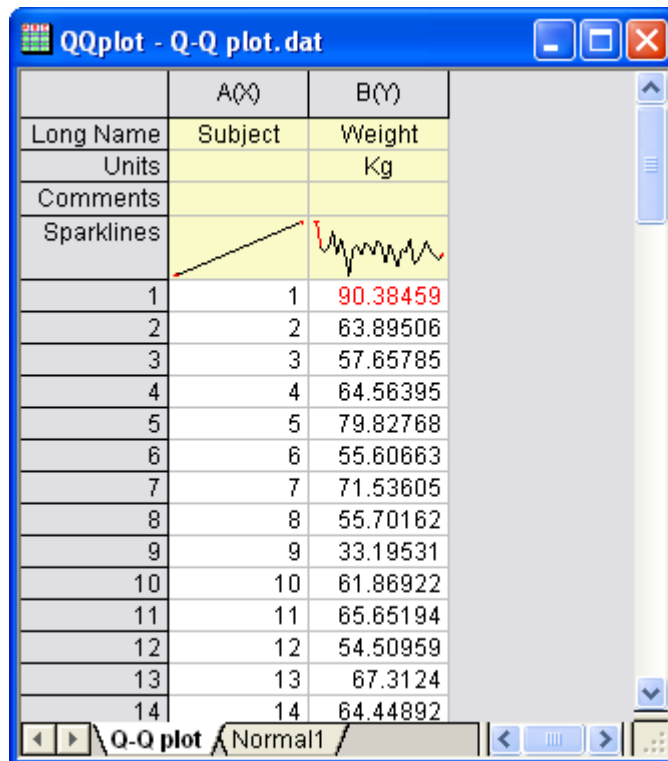 QQplot - Q-Q plot.dat
A(X) B(Y)
Long Name Subject Weight
Units Kg
Comments
Sparklines
1 1 90.38459
2 2 63.89506
3 3 57.65785
4 4 64.56395
5 5 79.82768
6 6 55.60663
7 7 71.53605
8 8 55.70162
9 9 33.19531
10 10 61.86922
11 11 65.65194
12 12 54.50959
13 13 67.3124
14 14 64.44892
Q-Q plot Normal1